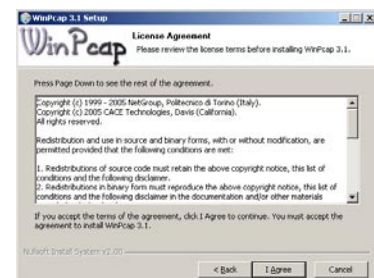 WinPcap 3.1 Setup
WinPcap
License Agreement
Please review the license terms before installing WinPcap 3.1.
Press Page Down to see the rest of the agreement.
Copyright (c) 1999 - 2005 NetGroup, Politecnico di Torino (Italy).
Copyright (c) 2005 CACE Technologies, Davis (California).
All rights reserved.
Redistribution and use in source and binary forms, with or without modification, are
permitted provided that the following conditions are met:
1. Redistributions of source code must retain the above copyright notice, this list of
conditions and the following disclaimer.
2. Redistributions in binary form must reproduce the above copyright notice, this list of
conditions and the following disclaimer in the documentation and/or other materials
If you accept the terms of the agreement, click I Agree to continue. You must accept the
agreement to install WinPcap 3.1.
Nullsoft Install System v2.00
< Back
I Agree
Cancel